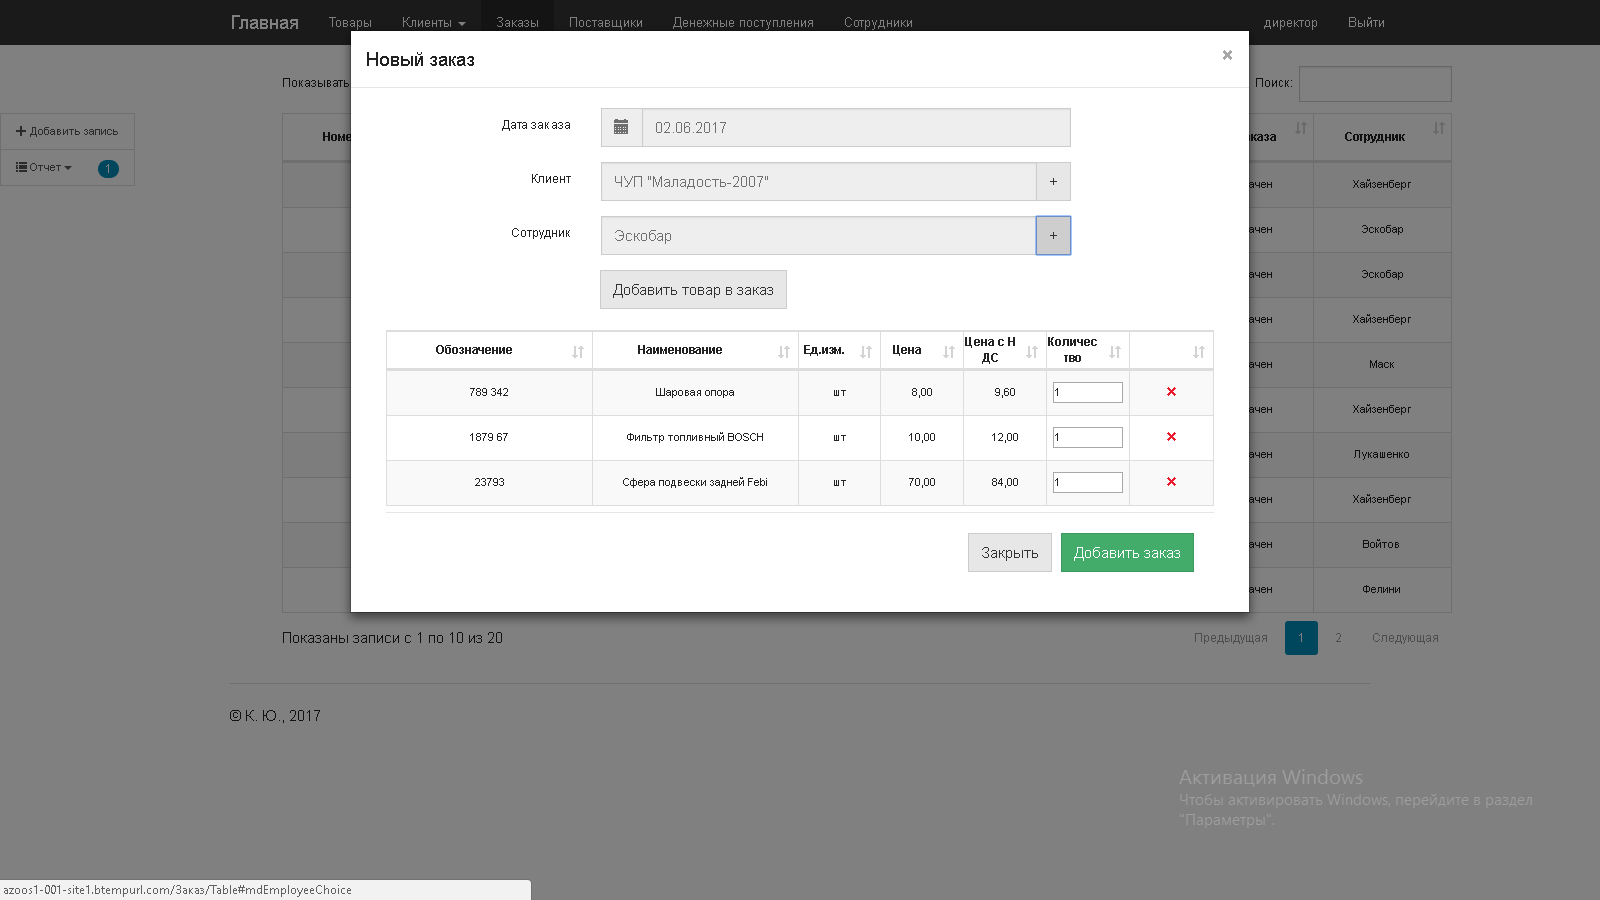 Главная Товары Клиенты Заказы Поставщики Денежные поступления Сотрудники директор Выйти
Новый заказ ×
Показывать Поиск:
Дата заказа 02.06.2017
+ Добавить запись
Номе каза Сотрудник
Отчет 1
Клиент ЧУП "Маладость-2007" +
ачен Хайзенберг
Сотрудник Эскобар +
ачен Эскобар
ачен Эскобар
Добавить товар в заказ
ачен Хайзенберг
Обозначение Наименование Ед.изм. Цена Цена с Н Количес
ДС тво
ачен Маск
789 342 Шаровая опора шт 8,00 9,60 1 ×
ачен Хайзенберг
1879 67 Фильтр топливный BOSCH шт 10,00 12,00 1 ×
ачен Лукашенко
23793 Сфера подвески задней Febi шт 70,00 84,00 1 ×
ачен Хайзенберг
ачен Войтов
Закрыть Добавить заказ
ачен Фелини
Показаны записи с 1 по 10 из 20 Предыдущая 1 2 Следующая
© К. Ю., 2017
Активация Windows
Чтобы активировать Windows, перейдите в раздел
"Параметры".
azoos1-001-site1.btempurl.com/Заказ/Table#mdEmployeeChoice